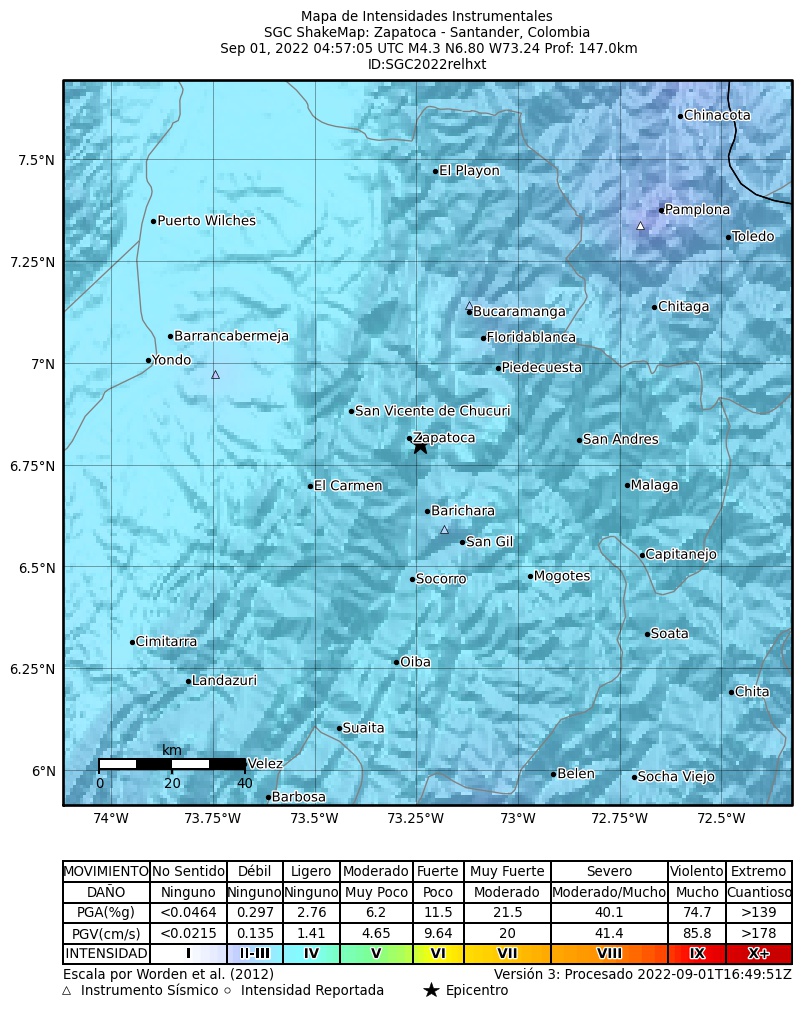 Mapa de Intensidades Instrumentales
SGC ShakeMap: Zapatoca - Santander, Colombia
Sep 01, 2022 04:57:05 UTC M4.3 N6.80 W73.24 Prof: 147.0km
ID:SGC2022relhxt
Chinacota
7.5°N
El Playon
Pamplona
Puerto Wilches
Toledo
7.25°N
Chitaga
Bucaramanga
Barrancabermeja
Floridablanca
7°N
Yondo
Piedecuesta
San Vicente de Chucuri
Zapatoca
San Andres
6.75°N
El Carmen
Malaga
Barichara
San Gil
Capitanejo
6.5°N
Socorro
Mogotes
Soata
Cimitarra
Oiba
6.25°N
Landazuri
Chita
Suaita
km
Velez
6°N
Belen
Socha Viejo
0 20 40
Barbosa
74°W 73.75°W 73.5°W 73.25°W 73°W 72.75°W 72.5°W
MOVIMIENTO No Sentido Débil Ligero Moderado Fuerte Muy Fuerte Severo Violento Extremo
DAÑO Ninguno Ninguno Ninguno Muy Poco Poco Moderado Moderado/Mucho Mucho Cuantioso
PGA(%g) <0.0464 0.297 2.76 6.2 11.5 21.5 40.1 74.7 >139
PGV(cm/s) <0.0215 0.135 1.41 4.65 9.64 20 41.4 85.8 >178
INTENSIDAD I II-III IV V VI VII VIII IX X+
Escala por Worden et al. (2012) Versión 3: Procesado 2022-09-01T16:49:51Z
Instrumento Sísmico Intensidad Reportada Epicentro